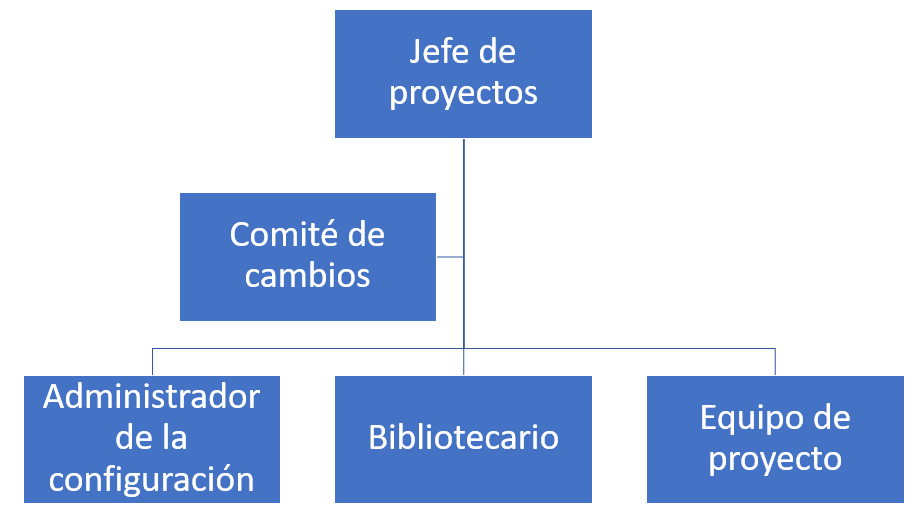 Jefe de
proyectos
Comité de
cambios
Administrador
de la
configuración
Bibliotecario
Equipo de
proyecto